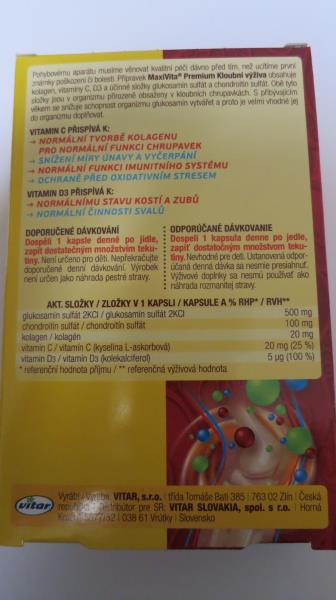 Pohybovému aparátu musíme věnovat kvalitní péči dávno před tím, než ucítíme první
známky poškození či bolesti. Přípravek MaxiVita® Premium Kloubní výživa obsahuje
kolagen, vitaminy C, D3 a účinné složky glukosamin sulfát a chondroitin sulfát. Obě tyto
složky jsou v organizmu přirozeně obsaženy v kloubních chrupavkách. S přibývajícím
věkem se snižuje schopnost organizmu glukosamin vytvářet a proto je velmi vhodné jej
do organizmu doplňovat.
VITAMIN C PŘISPÍVÁ K:
→ NORMÁLNÍ TVORBĚ KOLAGENU
PRO NORMÁLNÍ FUNKCI CHRUPAVEK
→ SNÍŽENÍ MÍRY ÚNAVY A VYČERPÁNÍ
→ NORMÁLNÍ FUNKCI IMUNITNÍHO SYSTÉMU
→ OCHRANĚ PŘED OXIDATIVNÍM STRESEM
VITAMIN D3 PŘISPÍVÁ K:
→ NORMÁLNÍMU STAVU KOSTÍ A ZUBŮ
→ NORMÁLNÍ ČINNOSTI SVALŮ
DOPORUČENÉ DÁVKOVÁNÍ
Dospělí 1 kapsle denně po jídle,
zapít dostatečným množstvím teku-
tiny. Není určeno pro děti. Nepřekračujte
doporučené denní dávkování. Výrobek
není určen jako náhrada pestré stravy.
ODPORÚČANÉ DÁVKOVANIE
Dospelí 1 kapsula denne po jedle,
zapiť dostatočným množstvom teku-
tiny. Nevhodné pre deti. Ustanovená odpor-
účaná denná dávka sa nesmie presiahnuť.
Výživové doplnky sa nesmú používať ako
náhrada rozmanitej stravy.
AKT. SLOŽKY / ZLOŽKY V 1 KAPSLI / KAPSULE A % RHP* / RVH**
glukosamin sulfát 2KCl / glukosamín sulfát 2KCl 500 mg
chondroitin sulfát / chondroitín sulfát 100 mg
kolagen / kolagén 20 mg
vitamin C / vitamín C (kyselina L-askorbová) 20 mg (25 %)
vitamin D3 / vitamín D3 (kolekalciferol) 5 µg (100 %)
* referenční hodnota příjmu / ** referenčná výživová hodnota
vitar
Vyrábí / Vyrába: VITAR, s.r.o. | třída Tomáše Bati 385 | 763 02 Zlín | Česká
republika | Distribútor pre SR: VITAR SLOVAKIA, spol. s r.o. | Horná
038 61 Vrútky | Slovensko